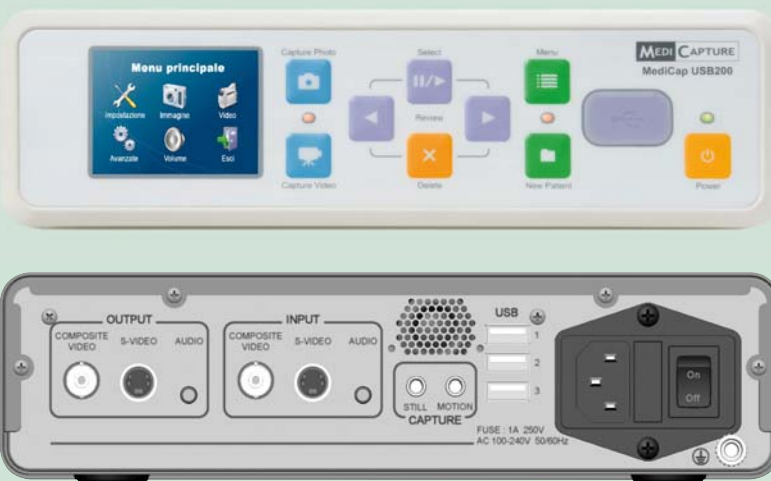 Capture Photo
Select
Menu
MEDI CAPTURE
MediCap USB200
Menu principale
Impostazione
Immagine
Video
Review
Avanzate
Volume
Esci
Capture Video
Delete
New Patient
Power
OUTPUT
INPUT
USB
COMPOSITE
VIDEO
S-VIDEO
AUDIO
COMPOSITE
VIDEO
S-VIDEO
AUDIO
1
2
3
On
Off
STILL
MOTION
CAPTURE
FUSE : 1A 250V
AC 100-240V 50/60Hz